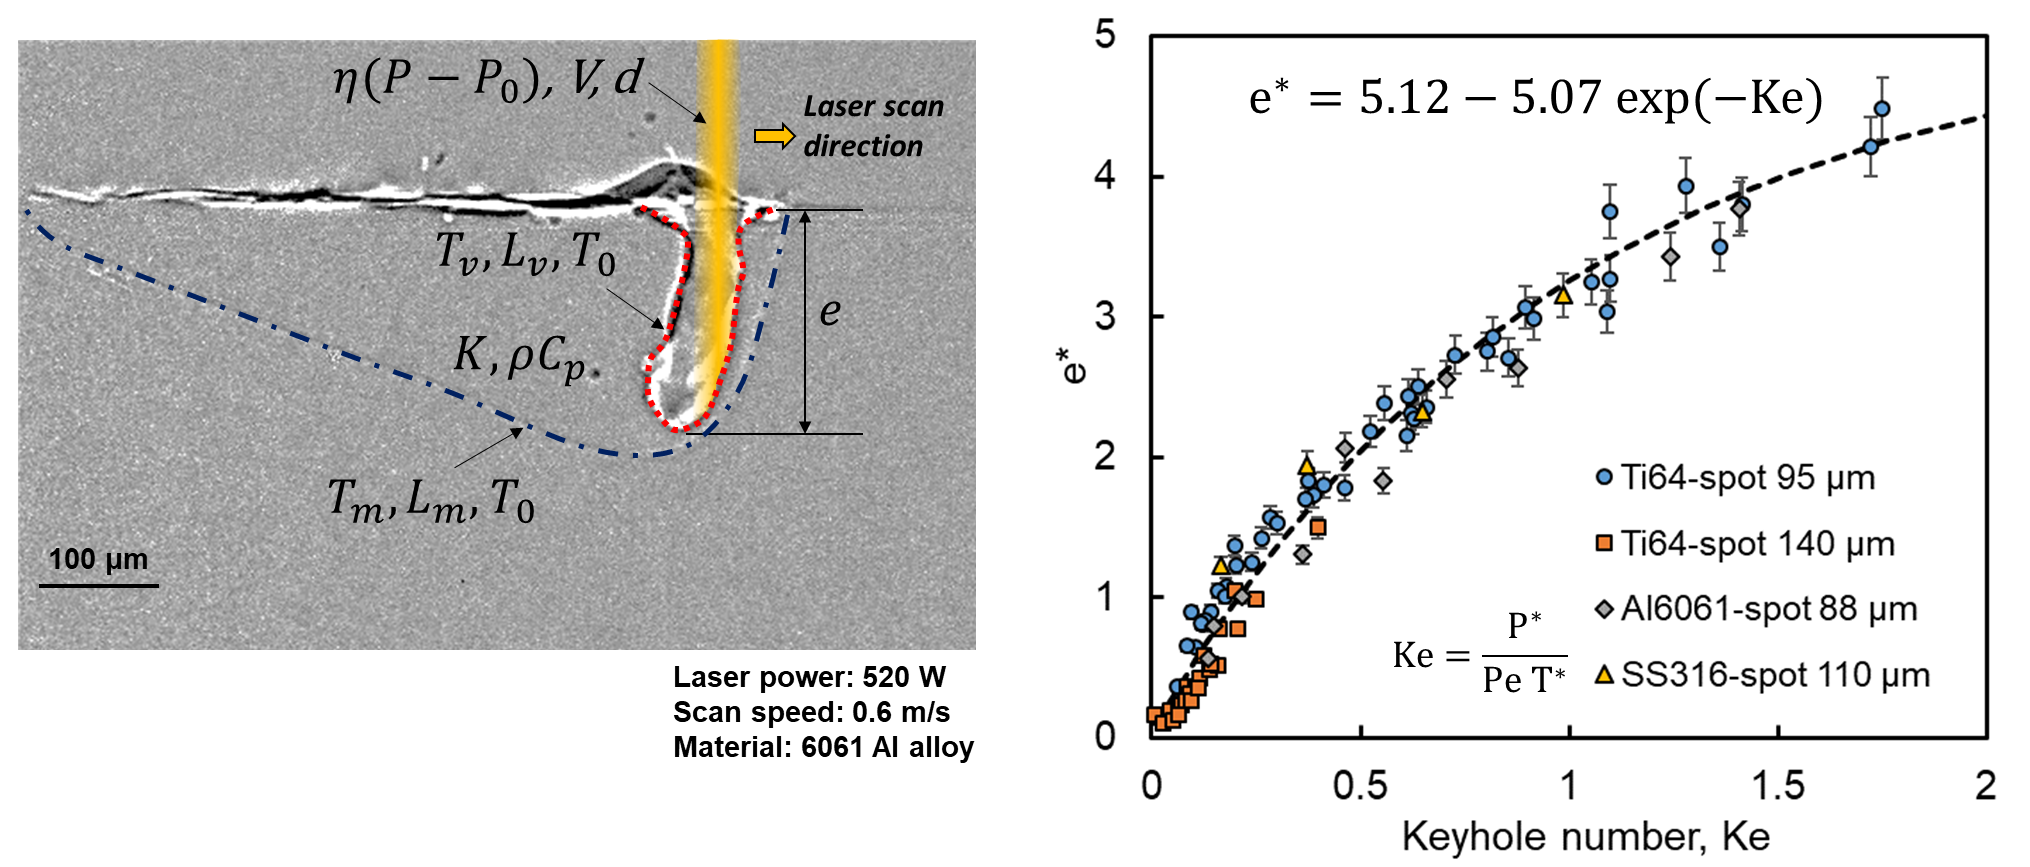 η(P − P₀), V, d
Laser scan
direction
Tᵥ, Lᵥ, T₀
e
K, ρCₚ
Tₘ, Lₘ, T₀
100 µm
Laser power: 520 W
Scan speed: 0.6 m/s
Material: 6061 Al alloy
5
4
3
2
1
0
e*
e* = 5.12 − 5.07 exp(−Ke)
Ti64-spot 95 µm
Ti64-spot 140 µm
Al6061-spot 88 µm
SS316-spot 110 µm
Ke = P* / Pe T*
0 0.5 1 1.5 2
Keyhole number, Ke